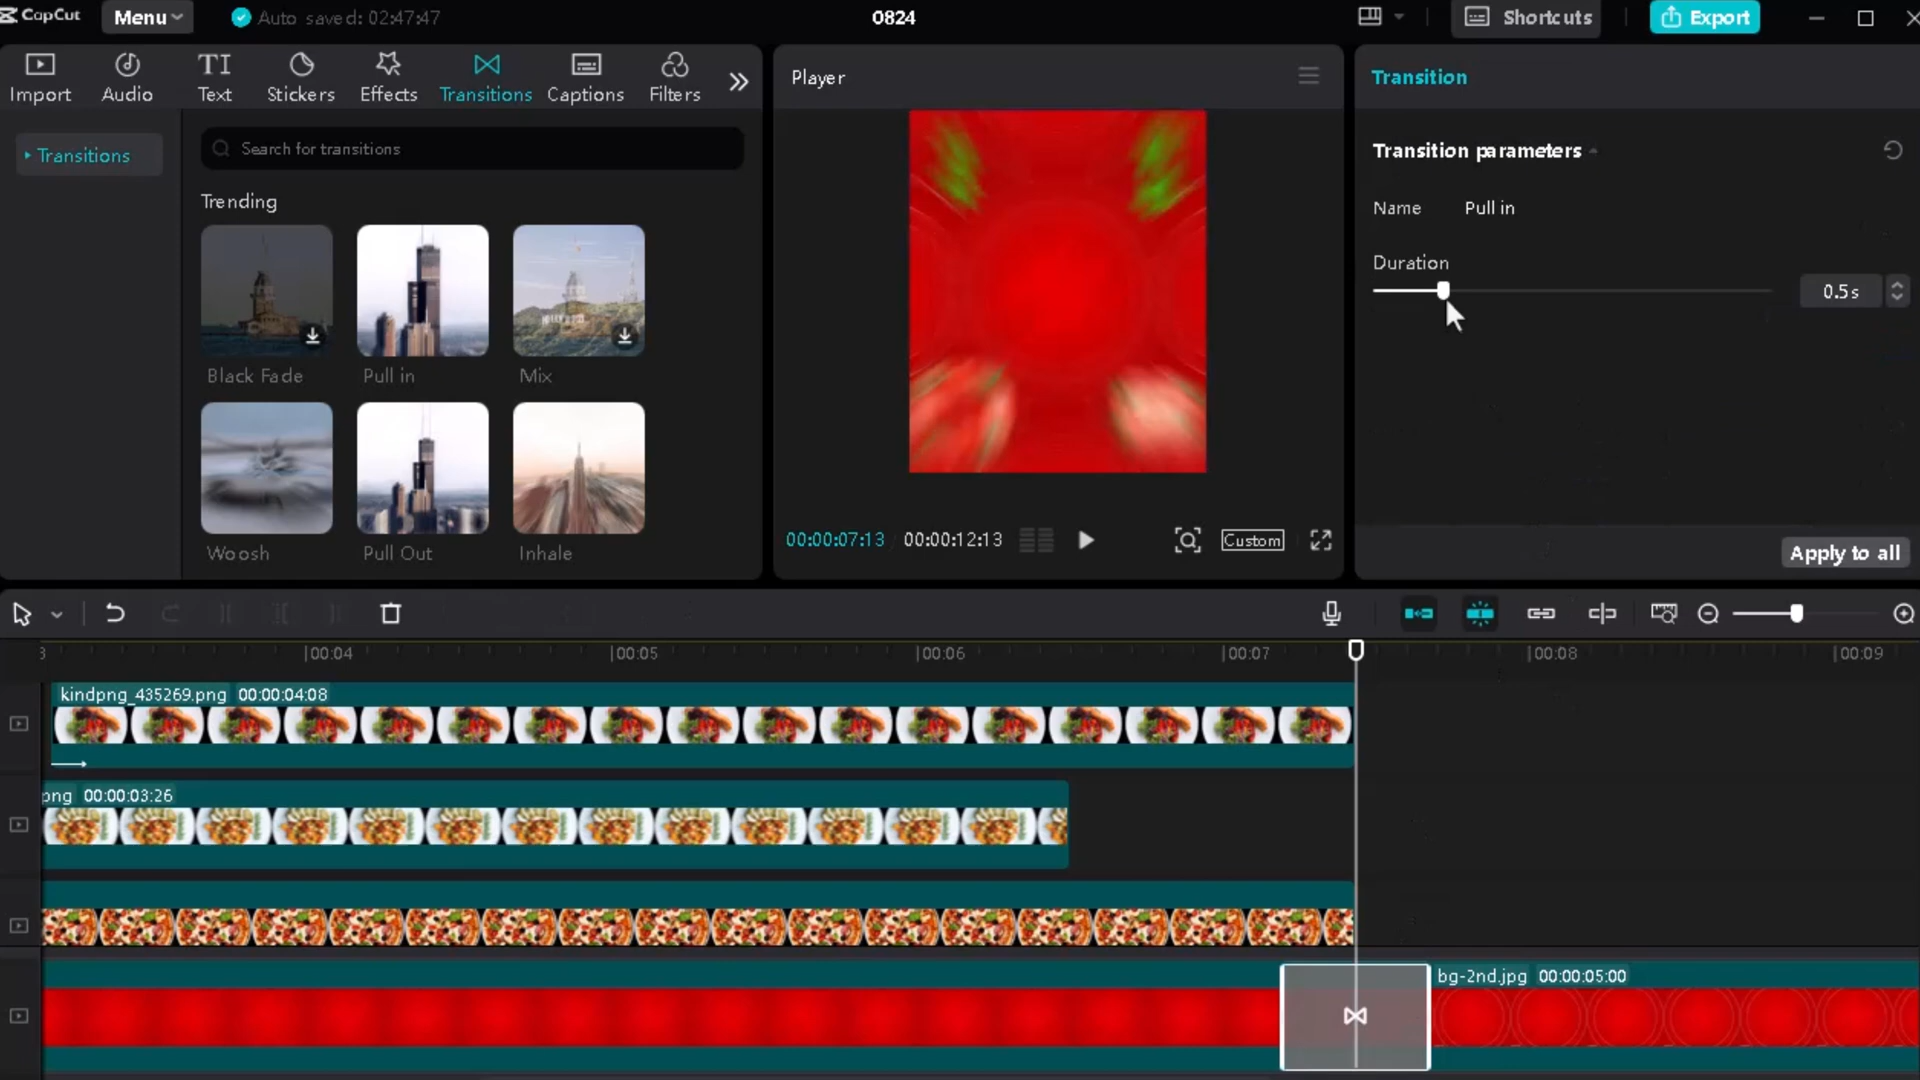 CapCut
Menu
Auto saved: 02:47:47
0824
Shortcuts
Export
Import
Audio
Text
Stickers
Effects
Transitions
Captions
Filters
Transitions
Search for transitions
Trending
Black Fade
Pull in
Mix
Woosh
Pull Out
Inhale
Player
00:00:07:13
00:00:12:13
Custom
Transition
Transition parameters
Name
Pull in
Duration
0.5s
Apply to all
3
00:04
00:05
00:06
00:07
00:08
00:09
kindpng_435269.png 00:00:04:08
png 00:00:03:26
bg-2nd.jpg 00:00:05:00